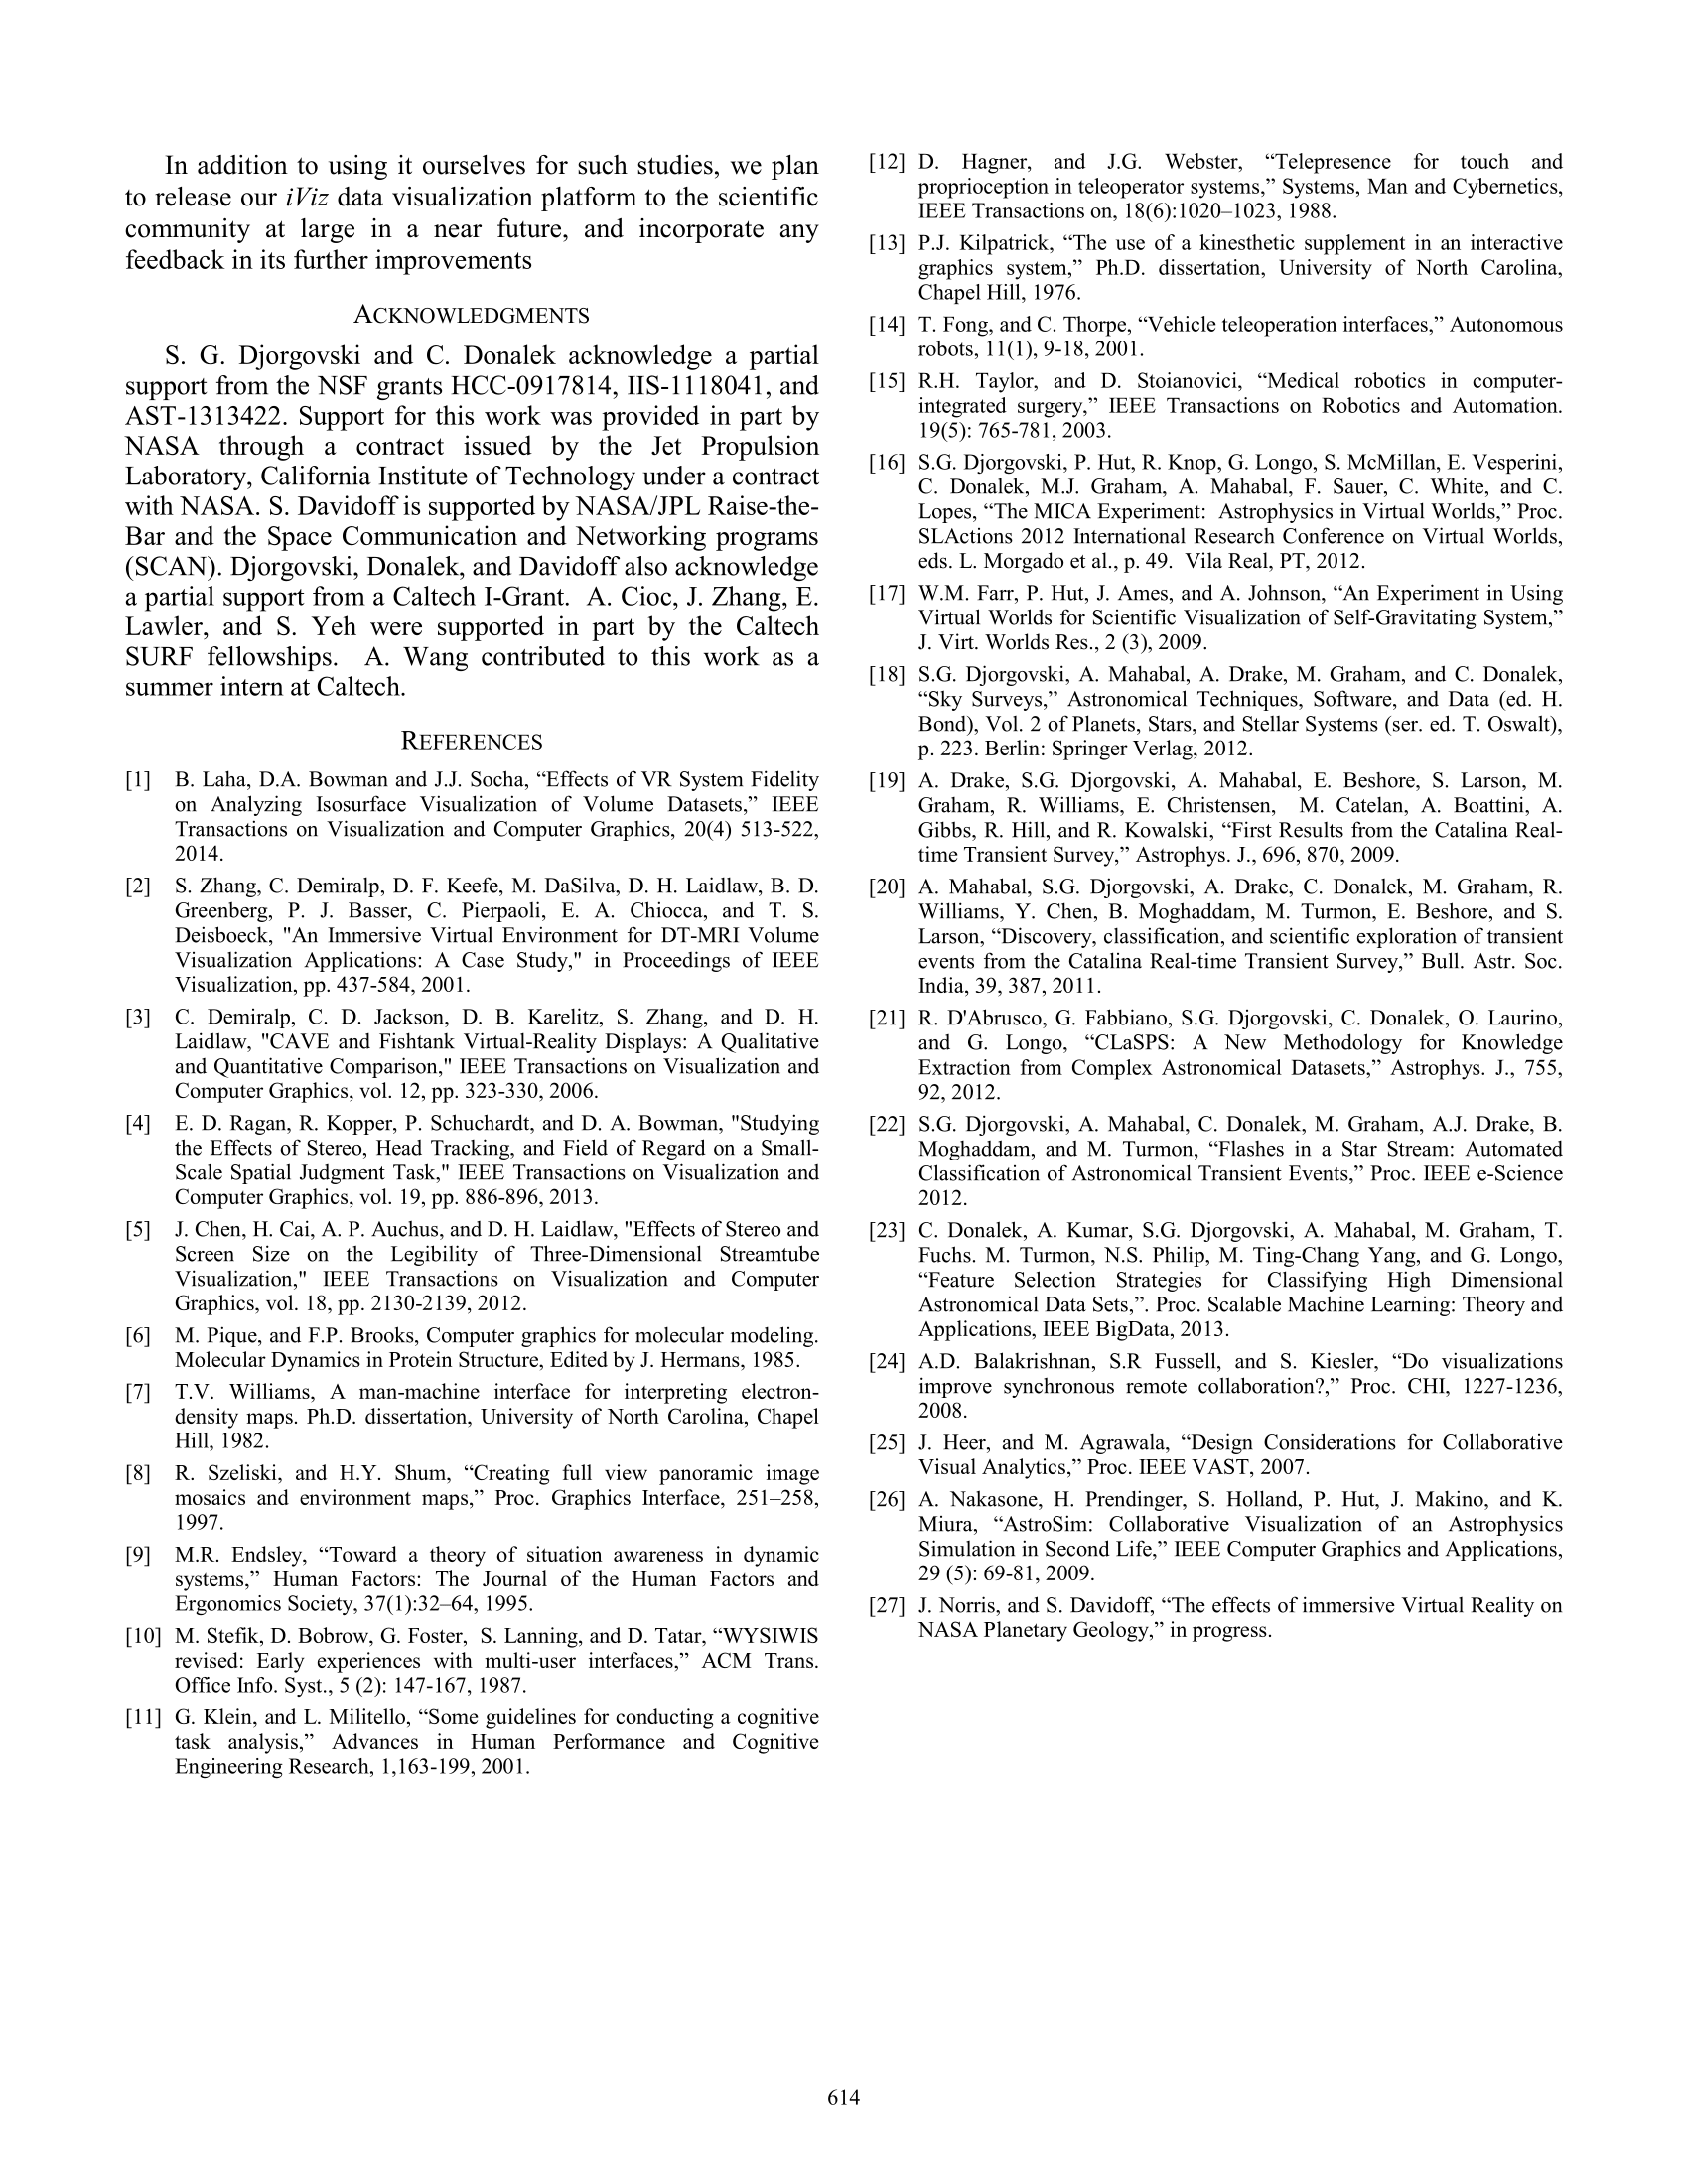 In addition to using it ourselves for such studies, we plan
to release our iViz data visualization platform to the scientific
community at large in a near future, and incorporate any
feedback in its further improvements
ACKNOWLEDGMENTS
S. G. Djorgovski and C. Donalek acknowledge a partial
support from the NSF grants HCC-0917814, IIS-1118041, and
AST-1313422. Support for this work was provided in part by
NASA through a contract issued by the Jet Propulsion
Laboratory, California Institute of Technology under a contract
with NASA. S. Davidoff is supported by NASA/JPL Raise-the-
Bar and the Space Communication and Networking programs
(SCAN). Djorgovski, Donalek, and Davidoff also acknowledge
a partial support from a Caltech I-Grant. A. Cioc, J. Zhang, E.
Lawler, and S. Yeh were supported in part by the Caltech
SURF fellowships. A. Wang contributed to this work as a
summer intern at Caltech.
REFERENCES
[1] B. Laha, D.A. Bowman and J.J. Socha, “Effects of VR System Fidelity
on Analyzing Isosurface Visualization of Volume Datasets,” IEEE
Transactions on Visualization and Computer Graphics, 20(4) 513-522,
2014.
[2] S. Zhang, C. Demiralp, D. F. Keefe, M. DaSilva, D. H. Laidlaw, B. D.
Greenberg, P. J. Basser, C. Pierpaoli, E. A. Chiocca, and T. S.
Deisboeck, "An Immersive Virtual Environment for DT-MRI Volume
Visualization Applications: A Case Study," in Proceedings of IEEE
Visualization, pp. 437-584, 2001.
[3] C. Demiralp, C. D. Jackson, D. B. Karelitz, S. Zhang, and D. H.
Laidlaw, "CAVE and Fishtank Virtual-Reality Displays: A Qualitative
and Quantitative Comparison," IEEE Transactions on Visualization and
Computer Graphics, vol. 12, pp. 323-330, 2006.
[4] E. D. Ragan, R. Kopper, P. Schuchardt, and D. A. Bowman, "Studying
the Effects of Stereo, Head Tracking, and Field of Regard on a Small-
Scale Spatial Judgment Task," IEEE Transactions on Visualization and
Computer Graphics, vol. 19, pp. 886-896, 2013.
[5] J. Chen, H. Cai, A. P. Auchus, and D. H. Laidlaw, "Effects of Stereo and
Screen Size on the Legibility of Three-Dimensional Streamtube
Visualization," IEEE Transactions on Visualization and Computer
Graphics, vol. 18, pp. 2130-2139, 2012.
[6] M. Pique, and F.P. Brooks, Computer graphics for molecular modeling.
Molecular Dynamics in Protein Structure, Edited by J. Hermans, 1985.
[7] T.V. Williams, A man-machine interface for interpreting electron-
density maps. Ph.D. dissertation, University of North Carolina, Chapel
Hill, 1982.
[8] R. Szeliski, and H.Y. Shum, “Creating full view panoramic image
mosaics and environment maps,” Proc. Graphics Interface, 251–258,
1997.
[9] M.R. Endsley, “Toward a theory of situation awareness in dynamic
systems,” Human Factors: The Journal of the Human Factors and
Ergonomics Society, 37(1):32–64, 1995.
[10] M. Stefik, D. Bobrow, G. Foster, S. Lanning, and D. Tatar, “WYSIWIS
revised: Early experiences with multi-user interfaces,” ACM Trans.
Office Info. Syst., 5 (2): 147-167, 1987.
[11] G. Klein, and L. Militello, “Some guidelines for conducting a cognitive
task analysis,” Advances in Human Performance and Cognitive
Engineering Research, 1,163-199, 2001.
[12] D. Hagner, and J.G. Webster, “Telepresence for touch and
proprioception in teleoperator systems,” Systems, Man and Cybernetics,
IEEE Transactions on, 18(6):1020–1023, 1988.
[13] P.J. Kilpatrick, “The use of a kinesthetic supplement in an interactive
graphics system,” Ph.D. dissertation, University of North Carolina,
Chapel Hill, 1976.
[14] T. Fong, and C. Thorpe, “Vehicle teleoperation interfaces,” Autonomous
robots, 11(1), 9-18, 2001.
[15] R.H. Taylor, and D. Stoianovici, “Medical robotics in computer-
integrated surgery,” IEEE Transactions on Robotics and Automation.
19(5): 765-781, 2003.
[16] S.G. Djorgovski, P. Hut, R. Knop, G. Longo, S. McMillan, E. Vesperini,
C. Donalek, M.J. Graham, A. Mahabal, F. Sauer, C. White, and C.
Lopes, “The MICA Experiment: Astrophysics in Virtual Worlds,” Proc.
SLActions 2012 International Research Conference on Virtual Worlds,
eds. L. Morgado et al., p. 49. Vila Real, PT, 2012.
[17] W.M. Farr, P. Hut, J. Ames, and A. Johnson, “An Experiment in Using
Virtual Worlds for Scientific Visualization of Self-Gravitating System,”
J. Virt. Worlds Res., 2 (3), 2009.
[18] S.G. Djorgovski, A. Mahabal, A. Drake, M. Graham, and C. Donalek,
“Sky Surveys,” Astronomical Techniques, Software, and Data (ed. H.
Bond), Vol. 2 of Planets, Stars, and Stellar Systems (ser. ed. T. Oswalt),
p. 223. Berlin: Springer Verlag, 2012.
[19] A. Drake, S.G. Djorgovski, A. Mahabal, E. Beshore, S. Larson, M.
Graham, R. Williams, E. Christensen, M. Catelan, A. Boattini, A.
Gibbs, R. Hill, and R. Kowalski, “First Results from the Catalina Real-
time Transient Survey,” Astrophys. J., 696, 870, 2009.
[20] A. Mahabal, S.G. Djorgovski, A. Drake, C. Donalek, M. Graham, R.
Williams, Y. Chen, B. Moghaddam, M. Turmon, E. Beshore, and S.
Larson, “Discovery, classification, and scientific exploration of transient
events from the Catalina Real-time Transient Survey,” Bull. Astr. Soc.
India, 39, 387, 2011.
[21] R. D'Abrusco, G. Fabbiano, S.G. Djorgovski, C. Donalek, O. Laurino,
and G. Longo, “CLaSPS: A New Methodology for Knowledge
Extraction from Complex Astronomical Datasets,” Astrophys. J., 755,
92, 2012.
[22] S.G. Djorgovski, A. Mahabal, C. Donalek, M. Graham, A.J. Drake, B.
Moghaddam, and M. Turmon, “Flashes in a Star Stream: Automated
Classification of Astronomical Transient Events,” Proc. IEEE e-Science
2012.
[23] C. Donalek, A. Kumar, S.G. Djorgovski, A. Mahabal, M. Graham, T.
Fuchs. M. Turmon, N.S. Philip, M. Ting-Chang Yang, and G. Longo,
“Feature Selection Strategies for Classifying High Dimensional
Astronomical Data Sets,”. Proc. Scalable Machine Learning: Theory and
Applications, IEEE BigData, 2013.
[24] A.D. Balakrishnan, S.R Fussell, and S. Kiesler, “Do visualizations
improve synchronous remote collaboration?,” Proc. CHI, 1227-1236,
2008.
[25] J. Heer, and M. Agrawala, “Design Considerations for Collaborative
Visual Analytics,” Proc. IEEE VAST, 2007.
[26] A. Nakasone, H. Prendinger, S. Holland, P. Hut, J. Makino, and K.
Miura, “AstroSim: Collaborative Visualization of an Astrophysics
Simulation in Second Life,” IEEE Computer Graphics and Applications,
29 (5): 69-81, 2009.
[27] J. Norris, and S. Davidoff, “The effects of immersive Virtual Reality on
NASA Planetary Geology,” in progress.
614